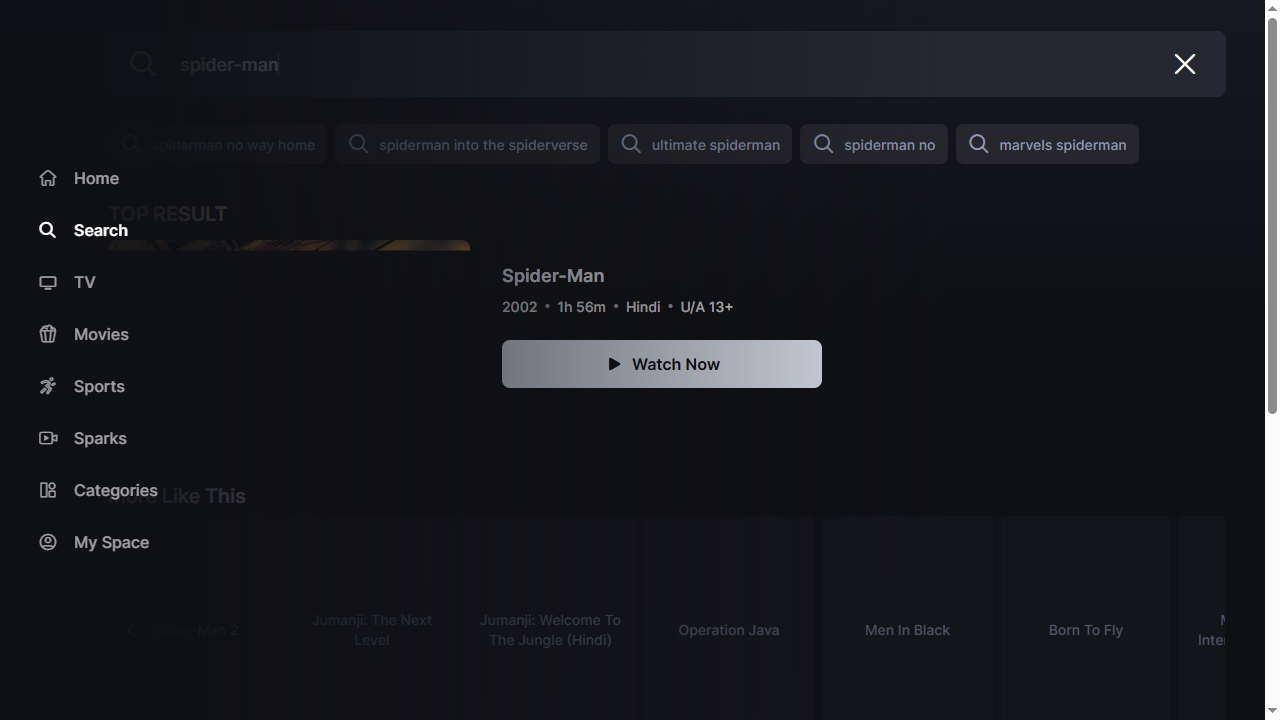 spider-man
spiderman no way home
spiderman into the spiderverse
ultimate spiderman
spiderman no
marvels spiderman
Home
TOP RESULT
Search
Spider-Man
TV
2002 • 1h 56m • Hindi • U/A 13+
Movies
Watch Now
Sports
Sparks
Categories
Like This
My Space
Spider-Man 2
Jumanji: The Next
Level
Jumanji: Welcome To
The Jungle (Hindi)
Operation Java
Men In Black
Born To Fly